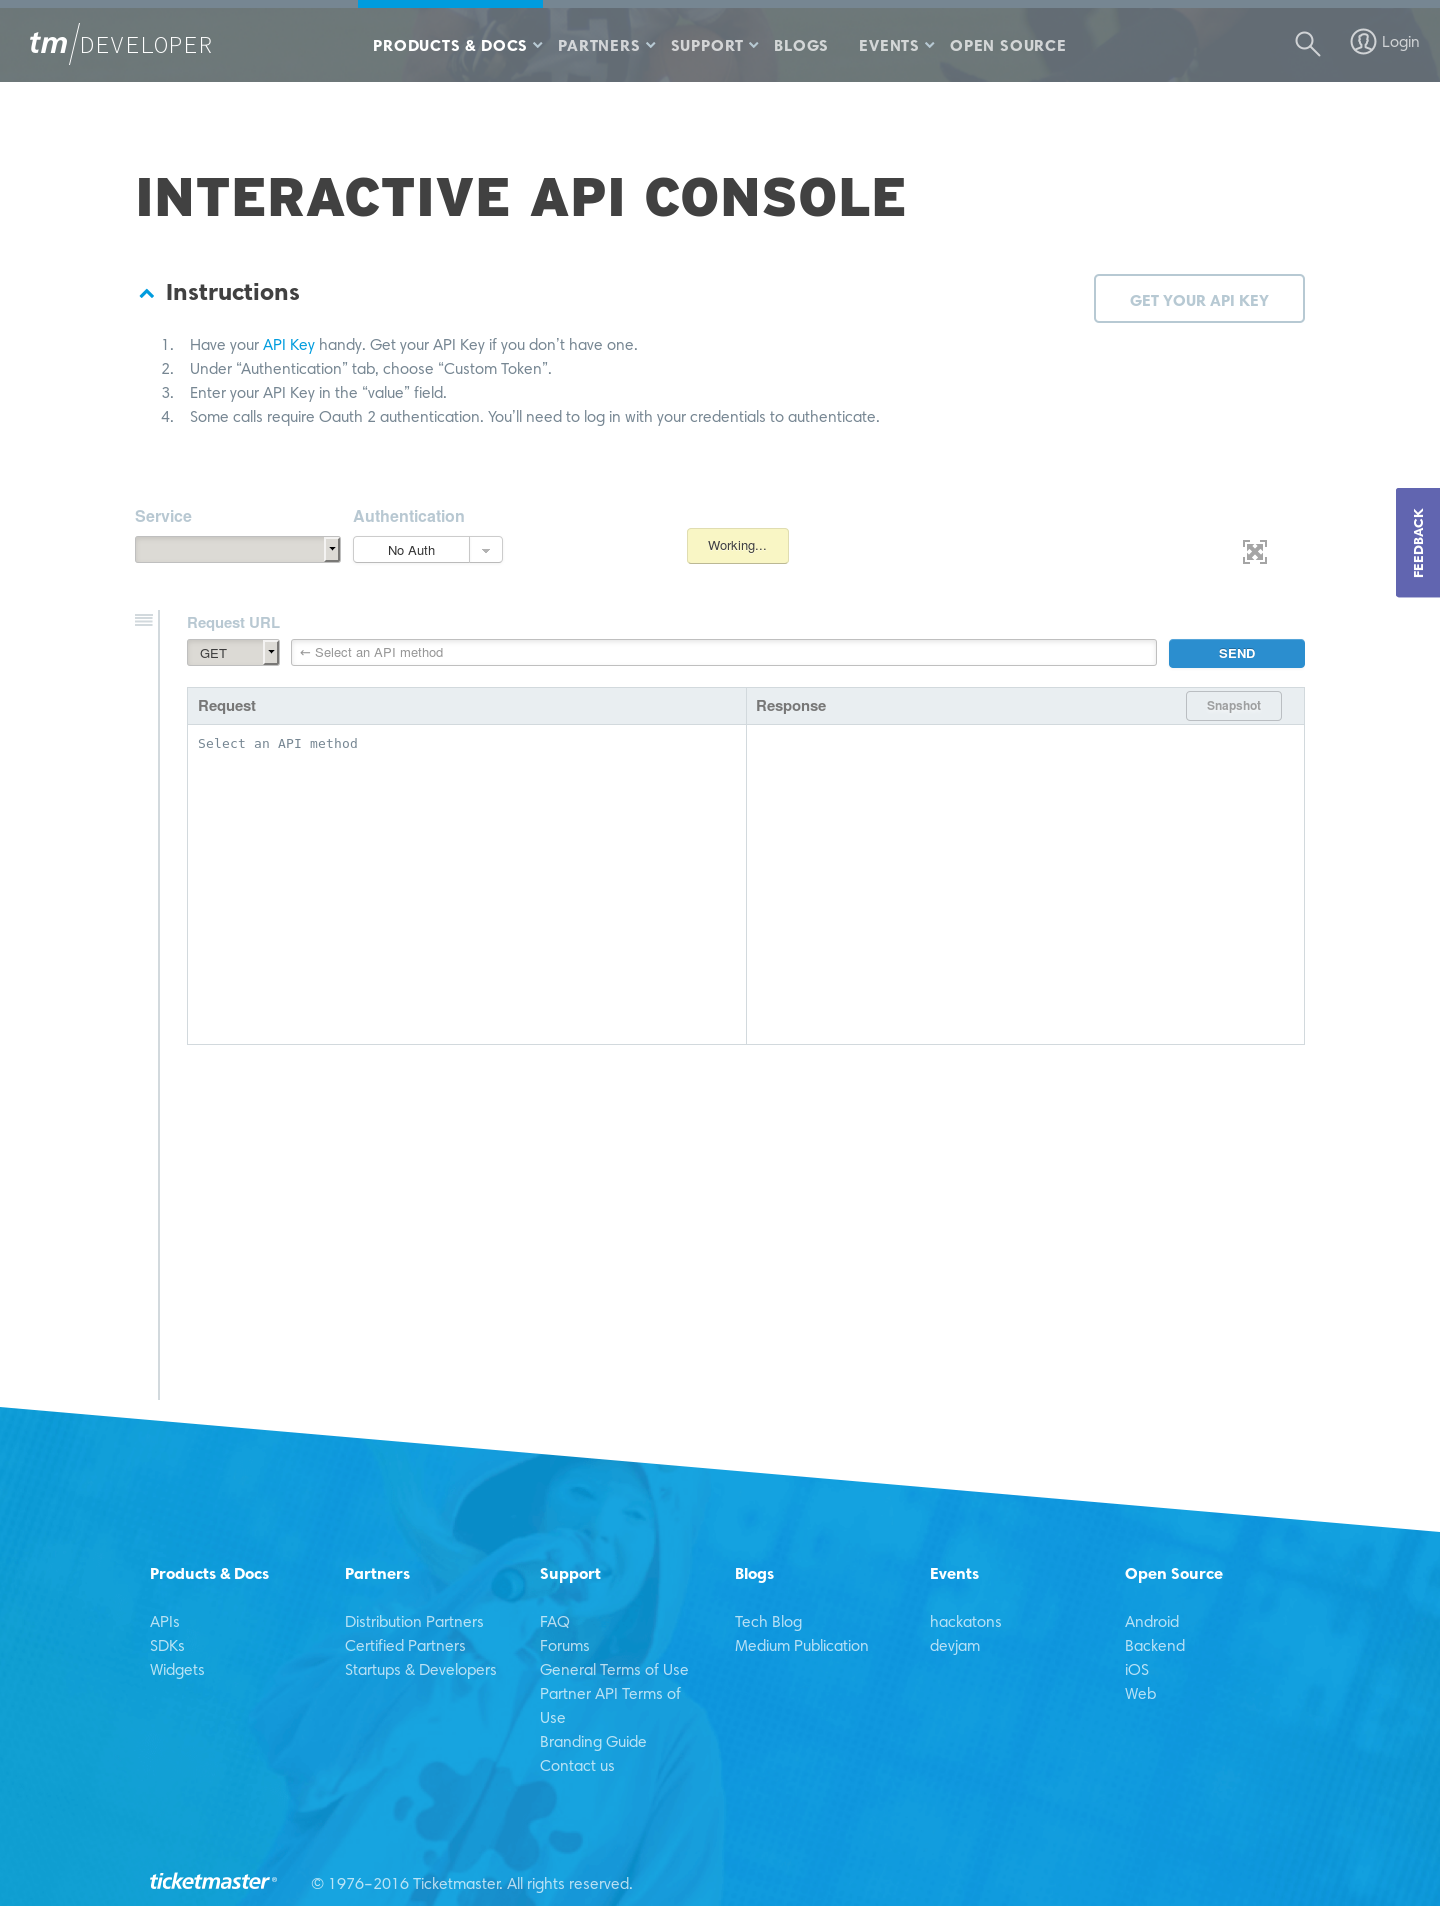 tm/DEVELOPER
PRODUCTS & DOCS
PARTNERS
SUPPORT
BLOGS
EVENTS
OPEN SOURCE
Login
INTERACTIVE API CONSOLE
Instructions
GET YOUR API KEY
1. Have your API Key handy. Get your API Key if you don’t have one.
2. Under “Authentication” tab, choose “Custom Token”.
3. Enter your API Key in the “value” field.
4. Some calls require Oauth 2 authentication. You’ll need to log in with your credentials to authenticate.
FEEDBACK
Service
Authentication
No Auth
Working...
Request URL
GET
← Select an API method
SEND
Request
Response
Snapshot
Select an API method
Products & Docs
APIs
SDKs
Widgets
Partners
Distribution Partners
Certified Partners
Startups & Developers
Support
FAQ
Forums
General Terms of Use
Partner API Terms of
Use
Branding Guide
Contact us
Blogs
Tech Blog
Medium Publication
Events
hackatons
devjam
Open Source
Android
Backend
iOS
Web
ticketmaster®
© 1976–2016 Ticketmaster. All rights reserved.